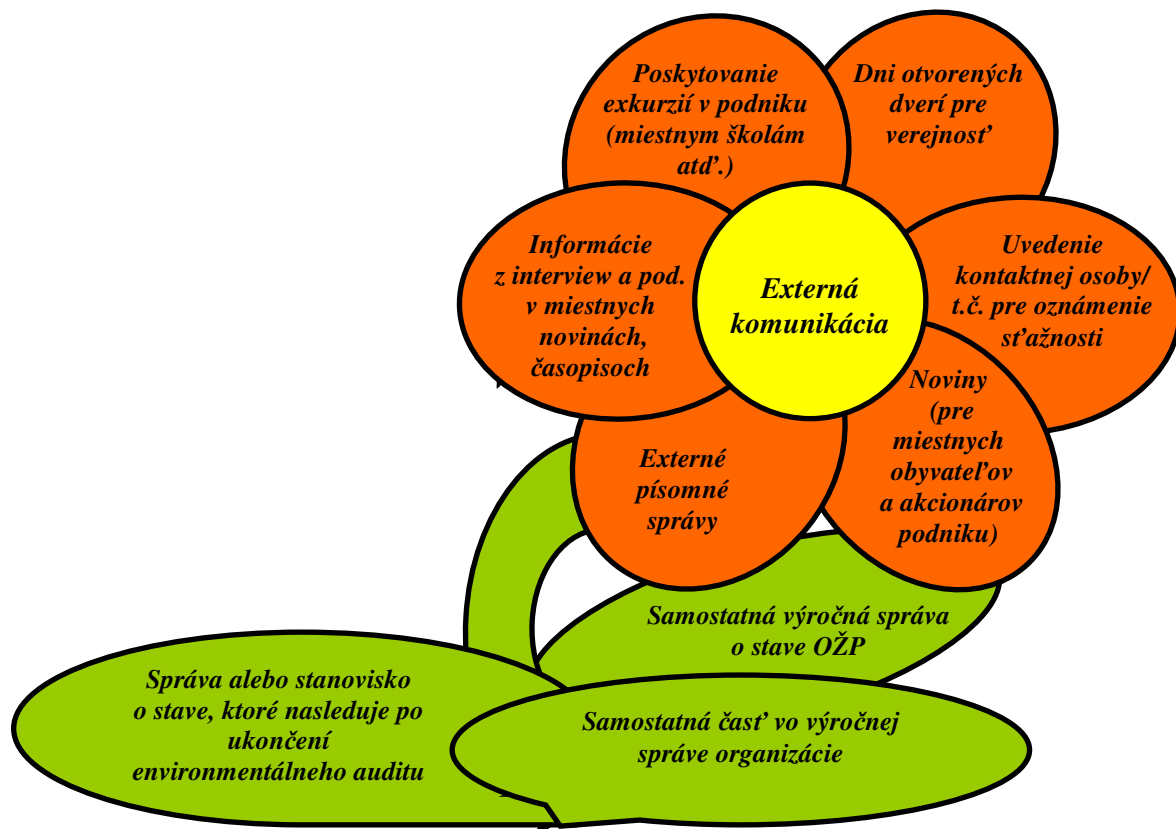 Poskytovanie
exkurzií v podniku
(miestnym školám
atď.)
Dni otvorených
dverí pre
verejnosť
Informácie
z interview a pod.
v miestnych
novinách,
časopisoch
Externá
komunikácia
Uvedenie
kontaktnej osoby/
t.č. pre oznámenie
sťažnosti
Noviny
(pre
miestnych
obyvateľov
a akcionárov
podniku)
Externé
písomné
správy
Samostatná výročná správa
o stave OŽP
Správa alebo stanovisko
o stave, ktoré nasleduje po
ukončení
environmentálneho auditu
Samostatná časť vo výročnej
správe organizácie